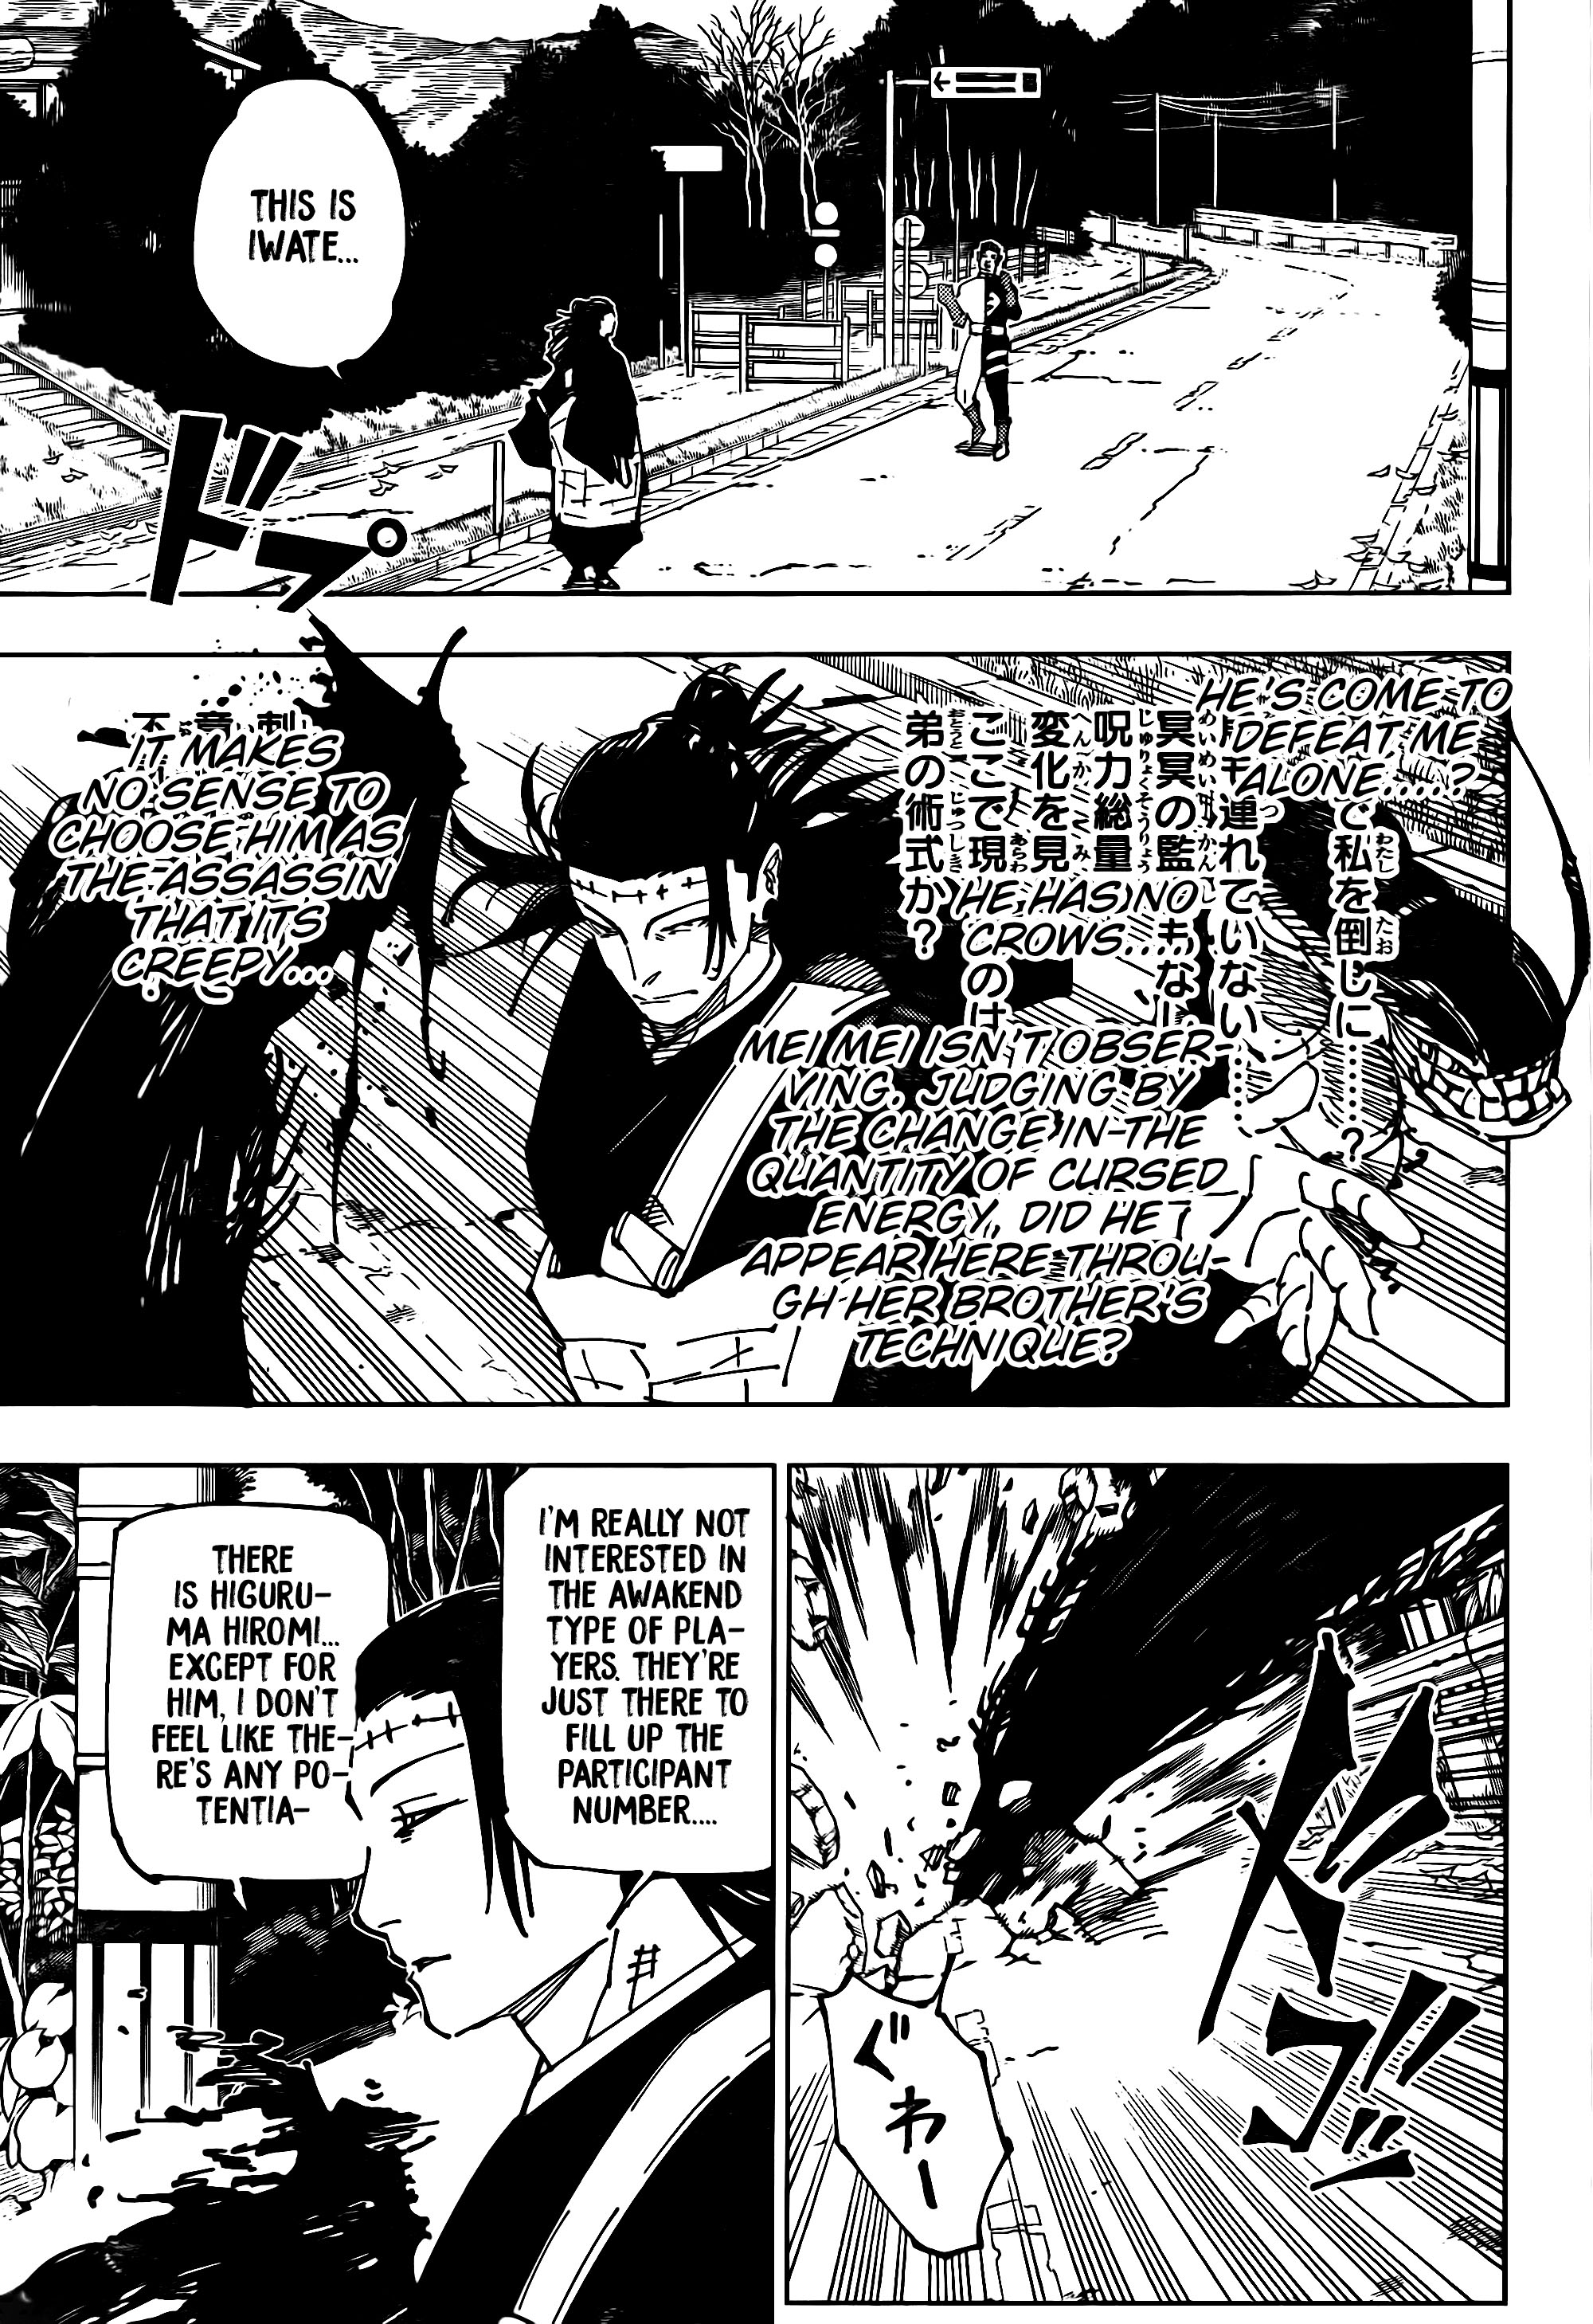 THIS IS
IWATE...
ドプ
HE'S COME TO
DEFEAT ME
ALONE....?
で私を倒しに………?
連れていない……
HE HAS NO
CROWS...
冥冥の監
呪力総量
変化を見
ここで現
のは
弟の術式か?
MEI MEI ISN'T OBSER-
VING. JUDGING BY
THE CHANGE IN THE
QUANTITY OF CURSED
ENERGY, DID HE
APPEAR HERE THROU-
GH HER BROTHER'S
TECHNIQUE?
IT MAKES
NO SENSE TO
CHOOSE HIM AS
THE ASSASSIN
THAT ITS
CREEPY...
ぐわー
I'M REALLY NOT
INTERESTED IN
THE AWAKEND
TYPE OF PLA-
YERS. THEY'RE
JUST THERE TO
FILL UP THE
PARTICIPANT
NUMBER....
THERE
IS HIGURU-
MA HIROMI...
EXCEPT FOR
HIM, I DON'T
FEEL LIKE THE-
RE'S ANY PO-
TENTIA-